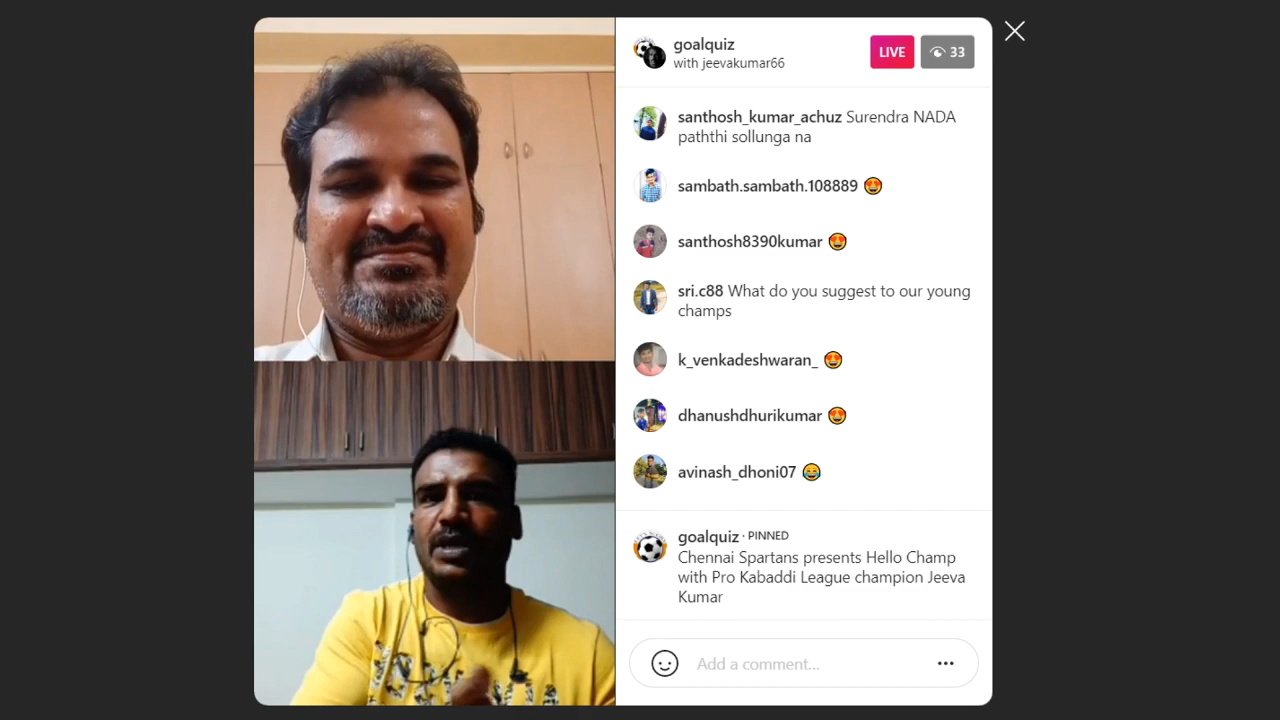 goalquiz
with jeevakumar66
LIVE
33
santhosh_kumar_achuz Surendra NADA
paththi sollunga na
sambath.sambath.108889 😍
santhosh8390kumar 😍
sri.c88 What do you suggest to our young
champs
k_venkadeshwaran_ 😍
dhanushdhurikumar 😍
avinash_dhoni07 😂
goalquiz · PINNED
Chennai Spartans presents Hello Champ
with Pro Kabaddi League champion Jeeva
Kumar
Add a comment...